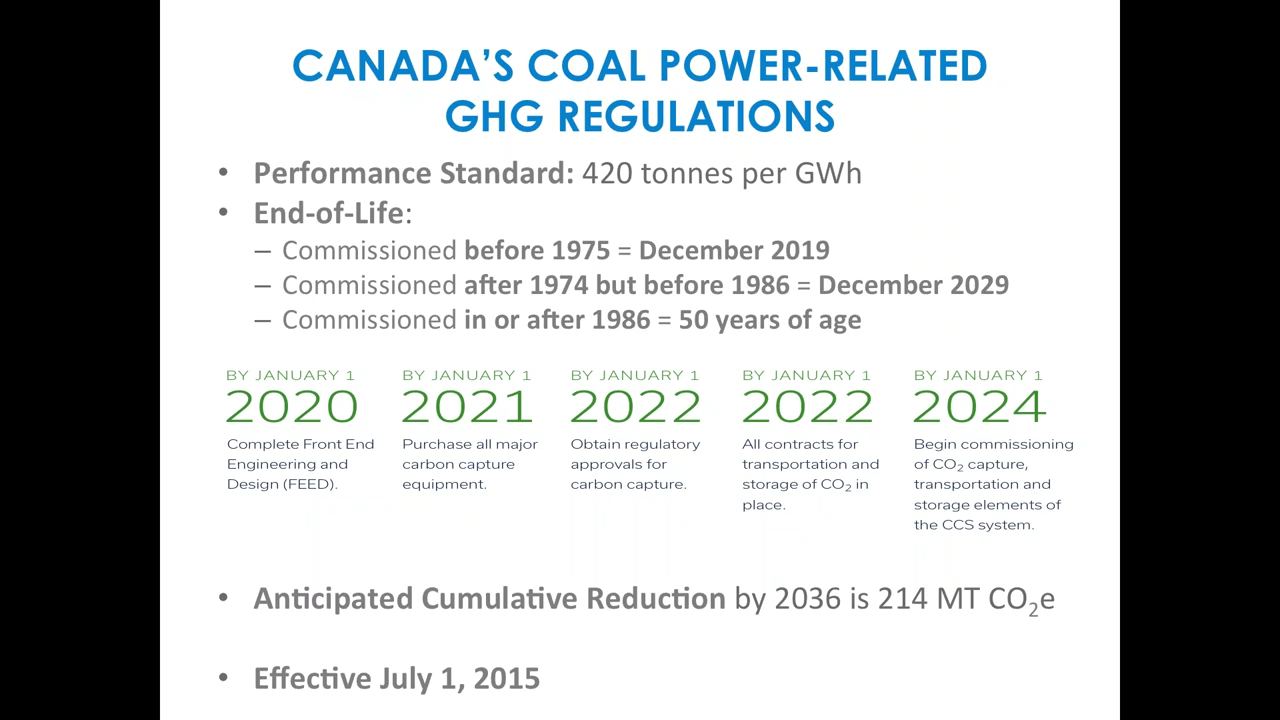 CANADA’S COAL POWER-RELATED
GHG REGULATIONS
• Performance Standard: 420 tonnes per GWh
• End-of-Life:
– Commissioned before 1975 = December 2019
– Commissioned after 1974 but before 1986 = December 2029
– Commissioned in or after 1986 = 50 years of age
BY JANUARY 1
2020
Complete Front End
Engineering and
Design (FEED).
BY JANUARY 1
2021
Purchase all major
carbon capture
equipment.
BY JANUARY 1
2022
Obtain regulatory
approvals for
carbon capture.
BY JANUARY 1
2022
All contracts for
transportation and
storage of CO₂ in
place.
BY JANUARY 1
2024
Begin commissioning
of CO₂ capture,
transportation and
storage elements of
the CCS system.
• Anticipated Cumulative Reduction by 2036 is 214 MT CO₂e
• Effective July 1, 2015